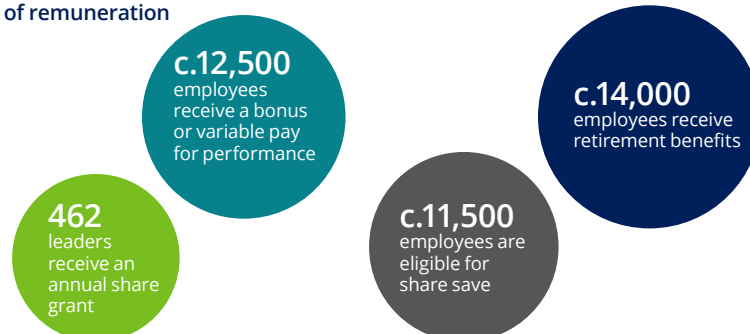 of remuneration
c.12,500
employees
receive a bonus
or variable pay
for performance
c.14,000
employees receive
retirement benefits
462
leaders
receive an
annual share
grant
c.11,500
employees are
eligible for
share save